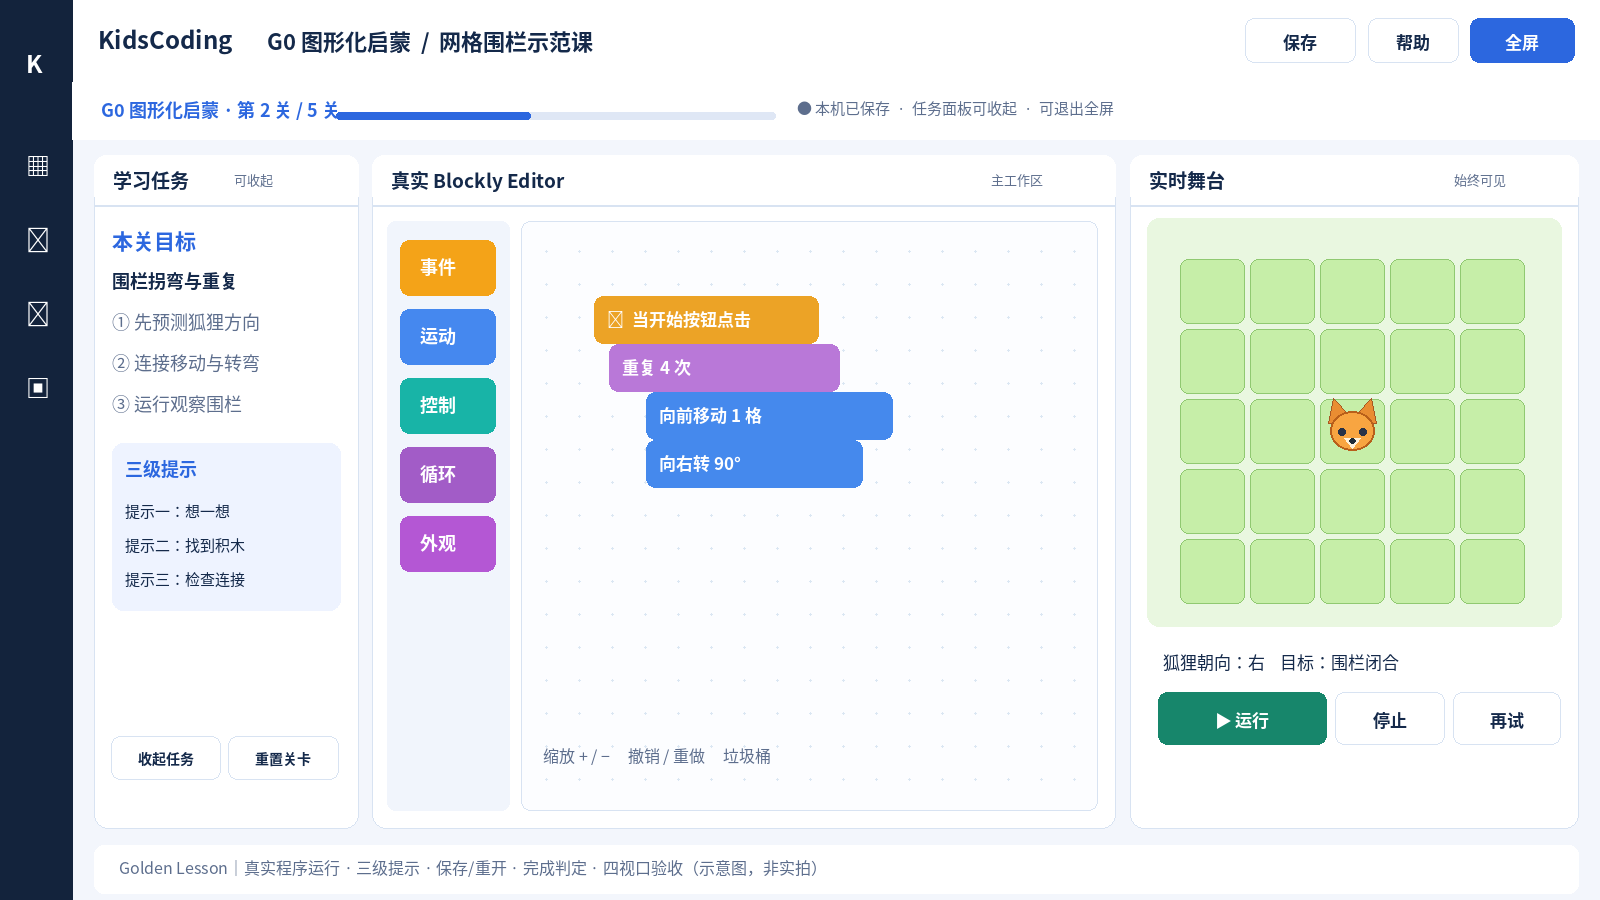 K
KidsCoding
G0 图形化启蒙 / 网格围栏示范课
保存
帮助
全屏
G0 图形化启蒙 · 第 2 关 / 5 关
本机已保存 · 任务面板可收起 · 可退出全屏
学习任务
可收起
本关目标
围栏拐弯与重复
① 先预测狐狸方向
② 连接移动与转弯
③ 运行观察围栏
三级提示
提示一：想一想
提示二：找到积木
提示三：检查连接
收起任务
重置关卡
真实 Blockly Editor
主工作区
事件
运动
控制
循环
外观
当开始按钮点击
重复 4 次
向前移动 1 格
向右转 90°
缩放 + / − 撤销 / 重做 垃圾桶
实时舞台
始终可见
狐狸朝向：右 目标：围栏闭合
▶ 运行
停止
再试
Golden Lesson｜真实程序运行 · 三级提示 · 保存/重开 · 完成判定 · 四视口验收（示意图，非实拍）